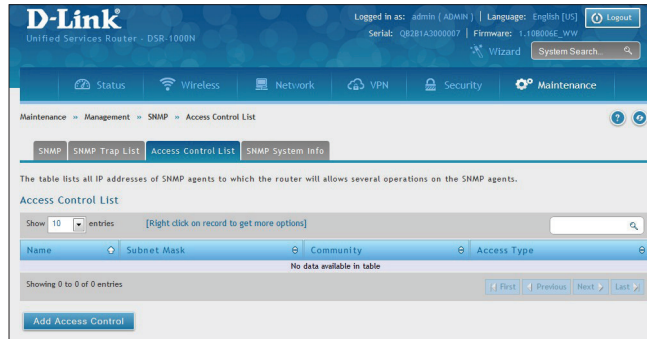 D-Link
Logged in as: admin ( ADMIN ) | Language: English [US] Logout
Unified Services Router - DSR-1000N
Serial: QB2B1A3000007 | Firmware: 1.10B006E_WW
Wizard System Search...
Status Wireless Network VPN Security Maintenance
Maintenance » Management » SNMP » Access Control List
SNMP SNMP Trap List Access Control List SNMP System Info
The table lists all IP addresses of SNMP agents to which the router will allows several operations on the SNMP agents.
Access Control List
Show 10 entries [Right click on record to get more options]
Name Subnet Mask Community Access Type
No data available in table
Showing 0 to 0 of 0 entries First Previous Next Last
Add Access Control